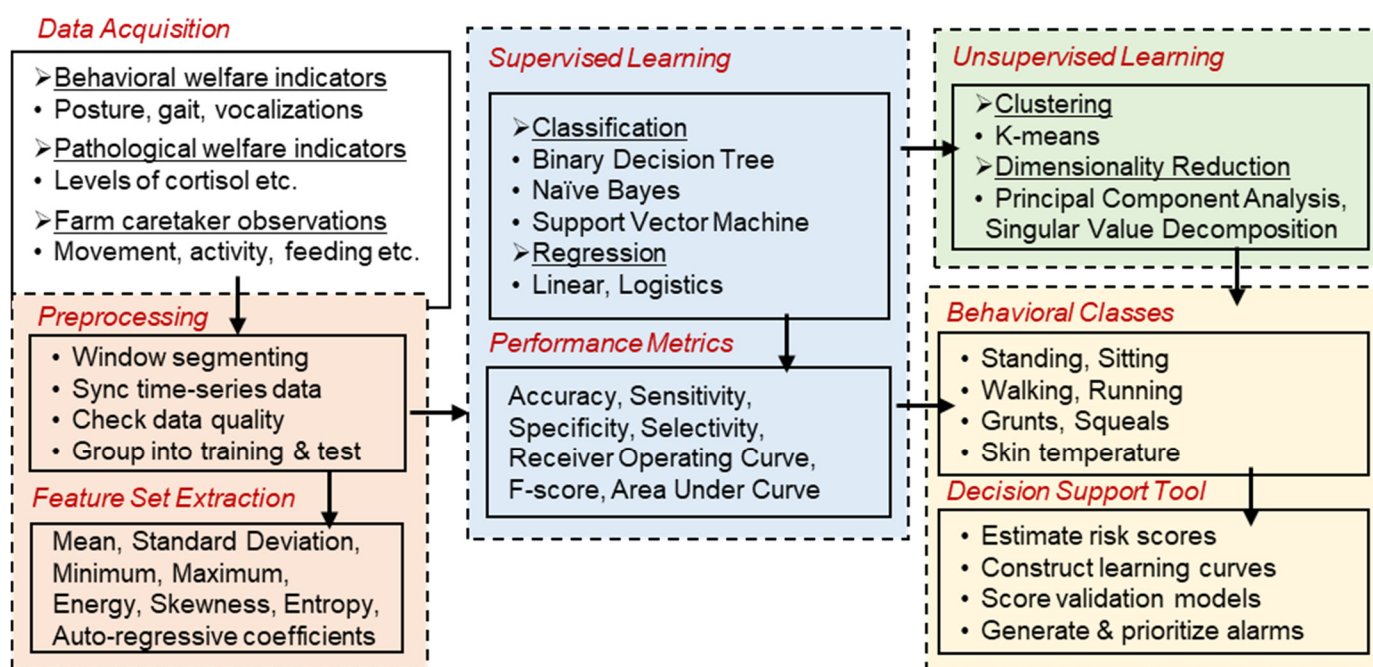 Data Acquisition
➢Behavioral welfare indicators
• Posture, gait, vocalizations
➢Pathological welfare indicators
• Levels of cortisol etc.
➢Farm caretaker observations
• Movement, activity, feeding etc.
Preprocessing
• Window segmenting
• Sync time-series data
• Check data quality
• Group into training & test
Feature Set Extraction
Mean, Standard Deviation,
Minimum, Maximum,
Energy, Skewness, Entropy,
Auto-regressive coefficients
Supervised Learning
➢Classification
• Binary Decision Tree
• Naïve Bayes
• Support Vector Machine
➢Regression
• Linear, Logistics
Performance Metrics
Accuracy, Sensitivity,
Specificity, Selectivity,
Receiver Operating Curve,
F-score, Area Under Curve
Unsupervised Learning
➢Clustering
• K-means
➢Dimensionality Reduction
• Principal Component Analysis,
Singular Value Decomposition
Behavioral Classes
• Standing, Sitting
• Walking, Running
• Grunts, Squeals
• Skin temperature
Decision Support Tool
• Estimate risk scores
• Construct learning curves
• Score validation models
• Generate & prioritize alarms